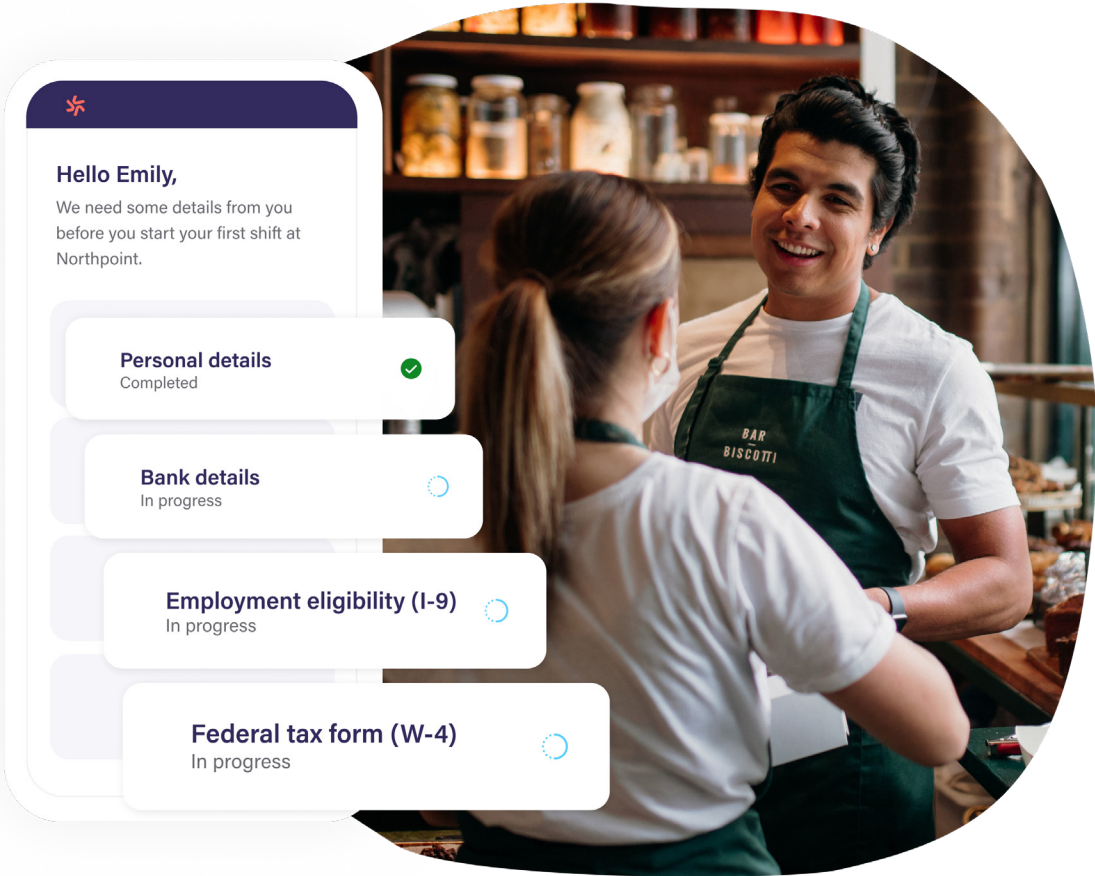 Hello Emily,
We need some details from you
before you start your first shift at
Northpoint.
Personal details
Completed
Bank details
In progress
Employment eligibility (I-9)
In progress
Federal tax form (W-4)
In progress
BAR
BISCOTTI